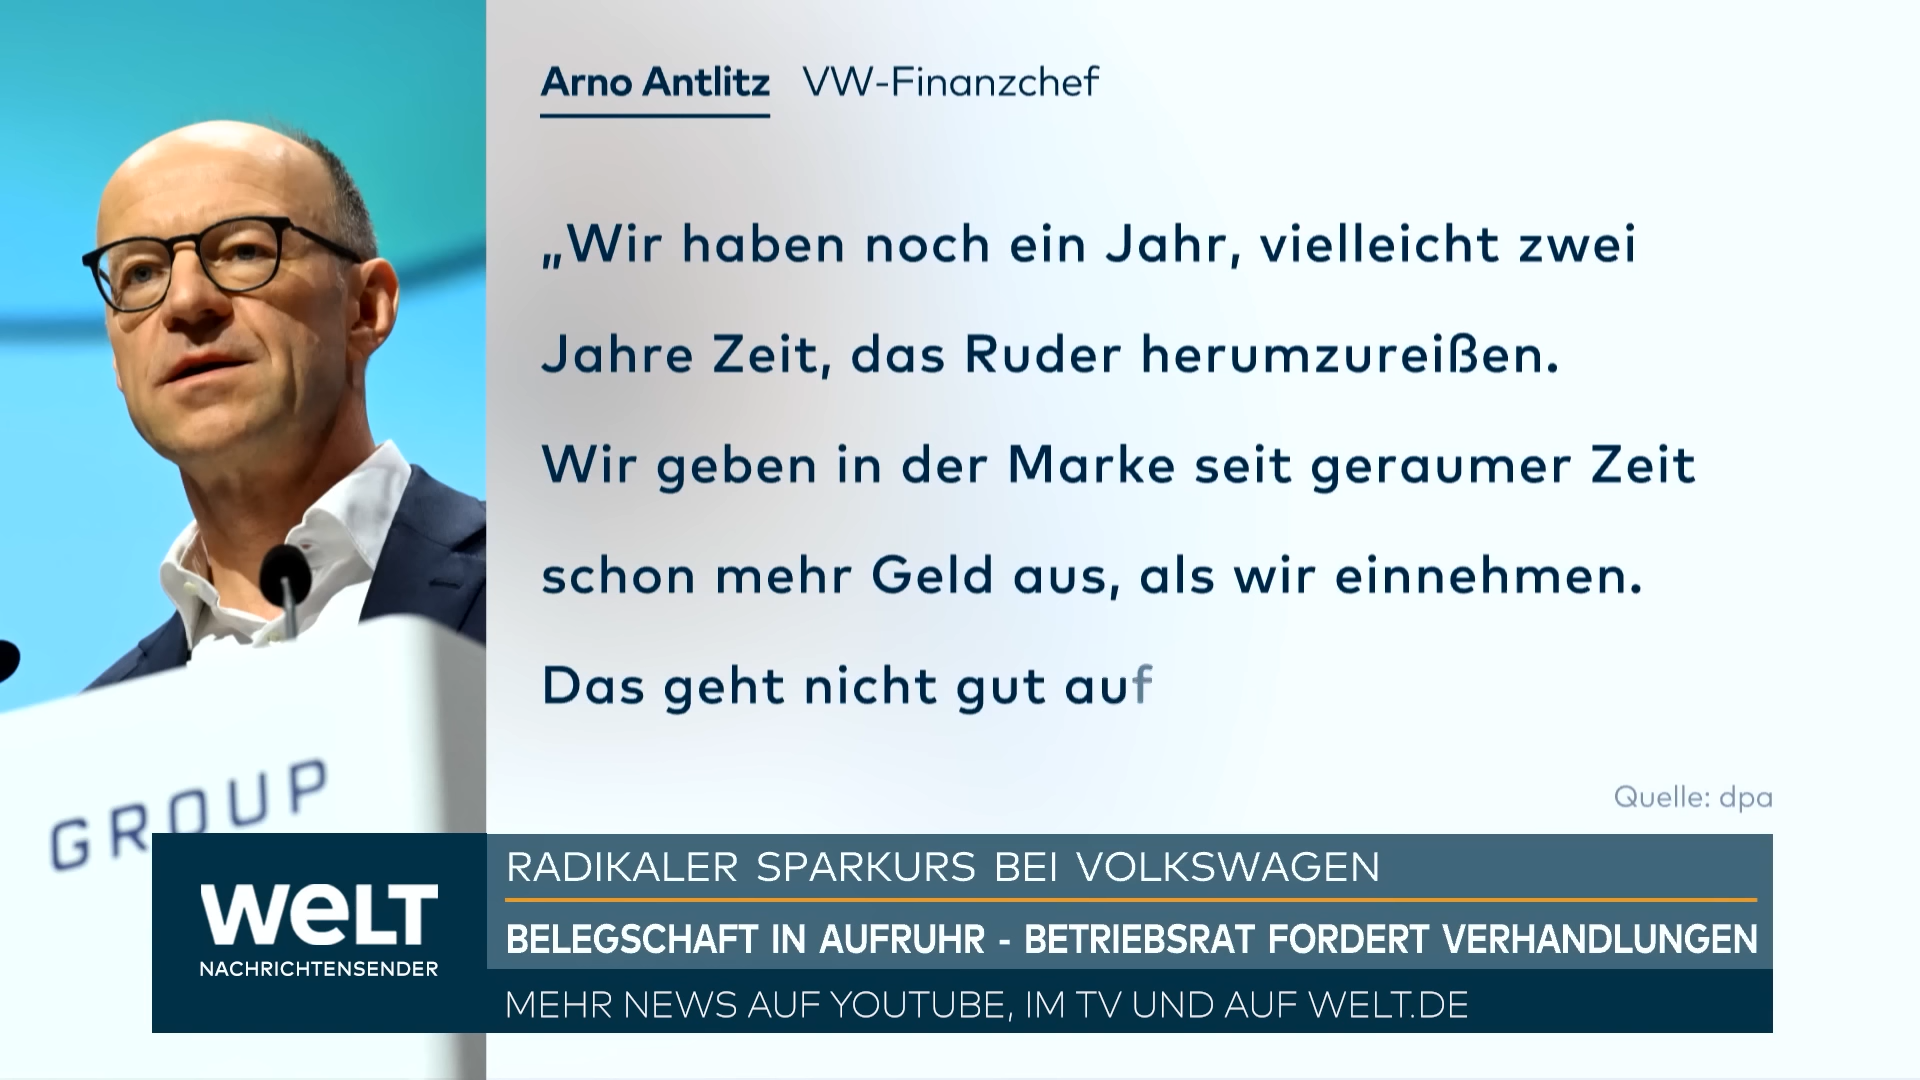 Arno Antlitz VW-Finanzchef
„Wir haben noch ein Jahr, vielleicht zwei
Jahre Zeit, das Ruder herumzureißen.
Wir geben in der Marke seit geraumer Zeit
schon mehr Geld aus, als wir einnehmen.
Das geht nicht gut auf
Quelle: dpa
GROUP
WELT
NACHRICHTENSENDER
RADIKALER SPARKURS BEI VOLKSWAGEN
BELEGSCHAFT IN AUFRUHR - BETRIEBSRAT FORDERT VERHANDLUNGEN
MEHR NEWS AUF YOUTUBE, IM TV UND AUF WELT.DE